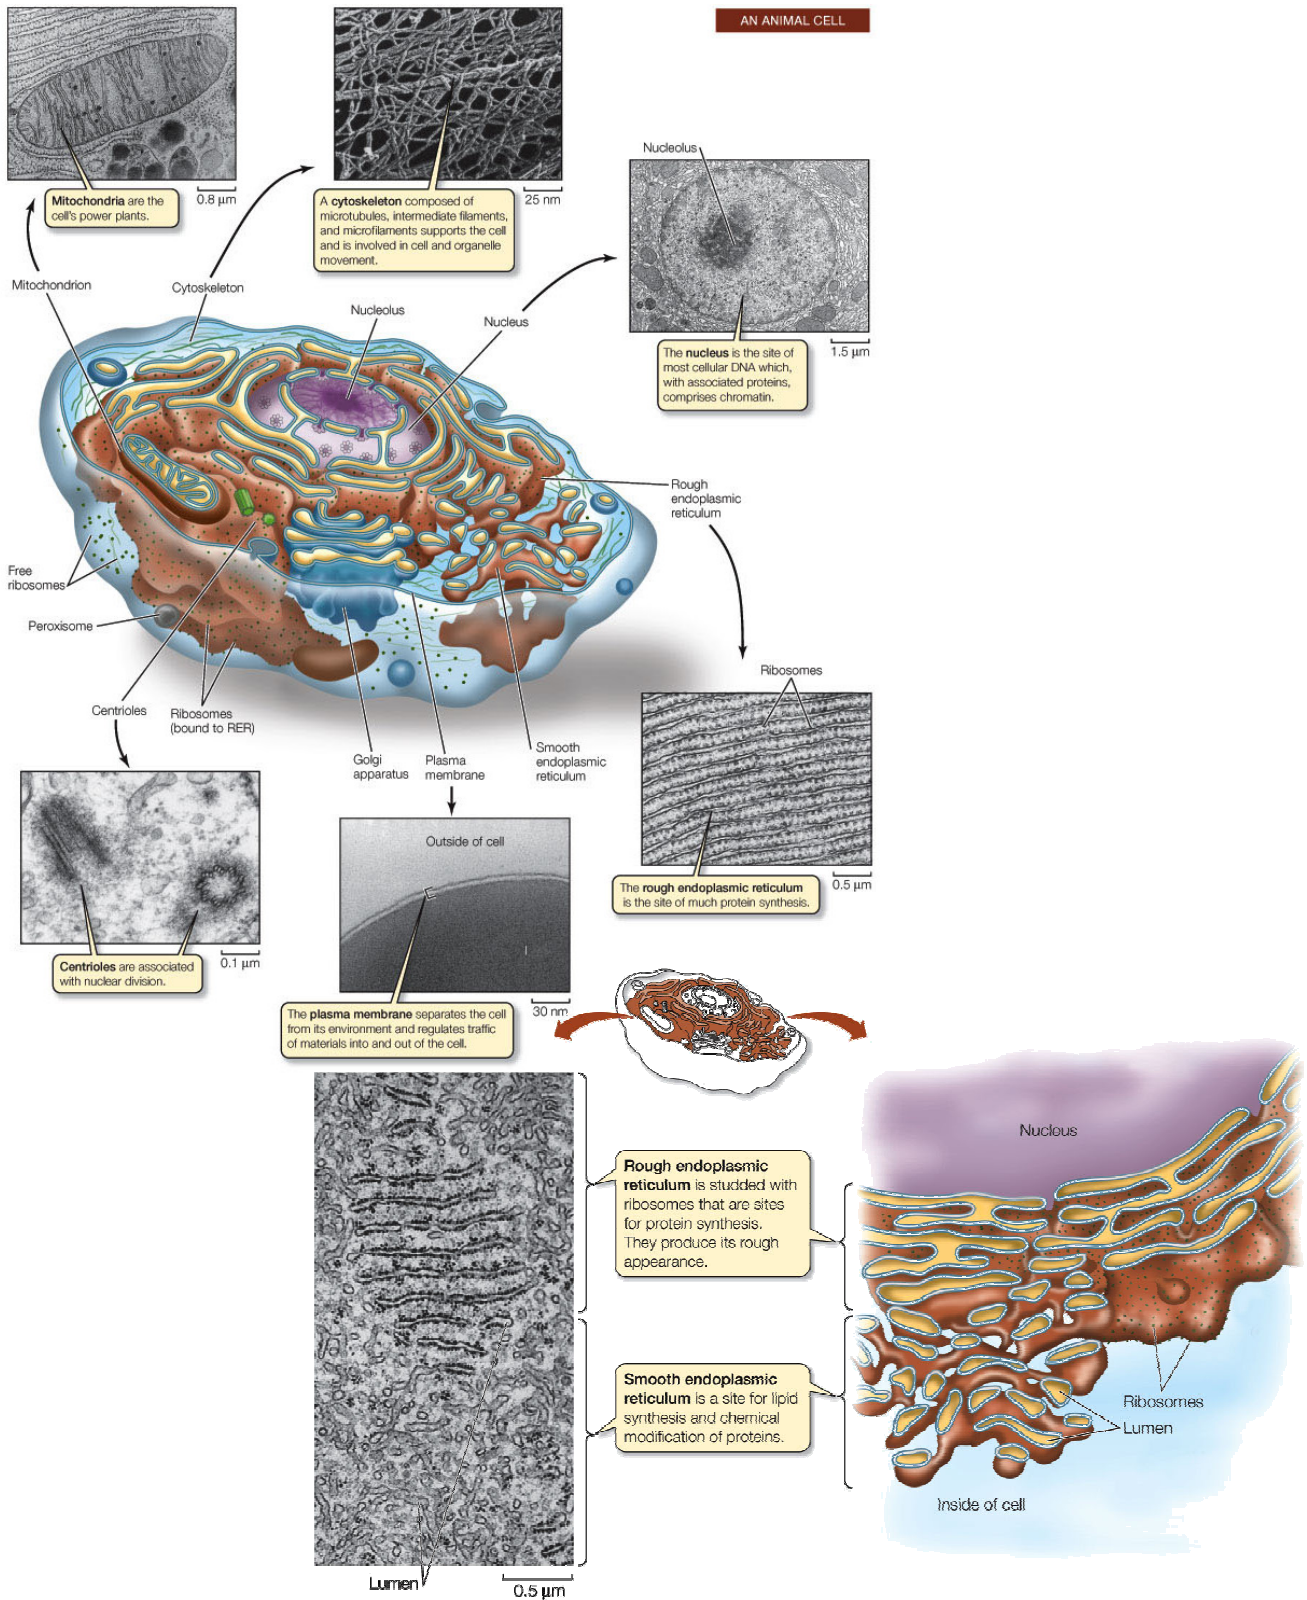 AN ANIMAL CELL
Mitochondria are the
cell's power plants.
0.8 µm
A cytoskeleton composed of
microtubules, intermediate filaments,
and microfilaments supports the cell
and is involved in cell and organelle
movement.
25 nm
Nucleolus
The nucleus is the site of
most cellular DNA which,
with associated proteins,
comprises chromatin.
1.5 µm
Mitochondrion
Cytoskeleton
Nucleolus
Nucleus
Rough
endoplasmic
reticulum
Free
ribosomes
Peroxisome
Centrioles
Ribosomes
(bound to RER)
Golgi
apparatus
Plasma
membrane
Smooth
endoplasmic
reticulum
Ribosomes
The rough endoplasmic reticulum
is the site of much protein synthesis.
0.5 µm
Centrioles are associated
with nuclear division.
0.1 µm
Outside of cell
The plasma membrane separates the cell
from its environment and regulates traffic
of materials into and out of the cell.
30 nm
Rough endoplasmic
reticulum is studded with
ribosomes that are sites
for protein synthesis.
They produce its rough
appearance.
Smooth endoplasmic
reticulum is a site for lipid
synthesis and chemical
modification of proteins.
Nucleus
Ribosomes
Lumen
Inside of cell
Lumen
0.5 µm